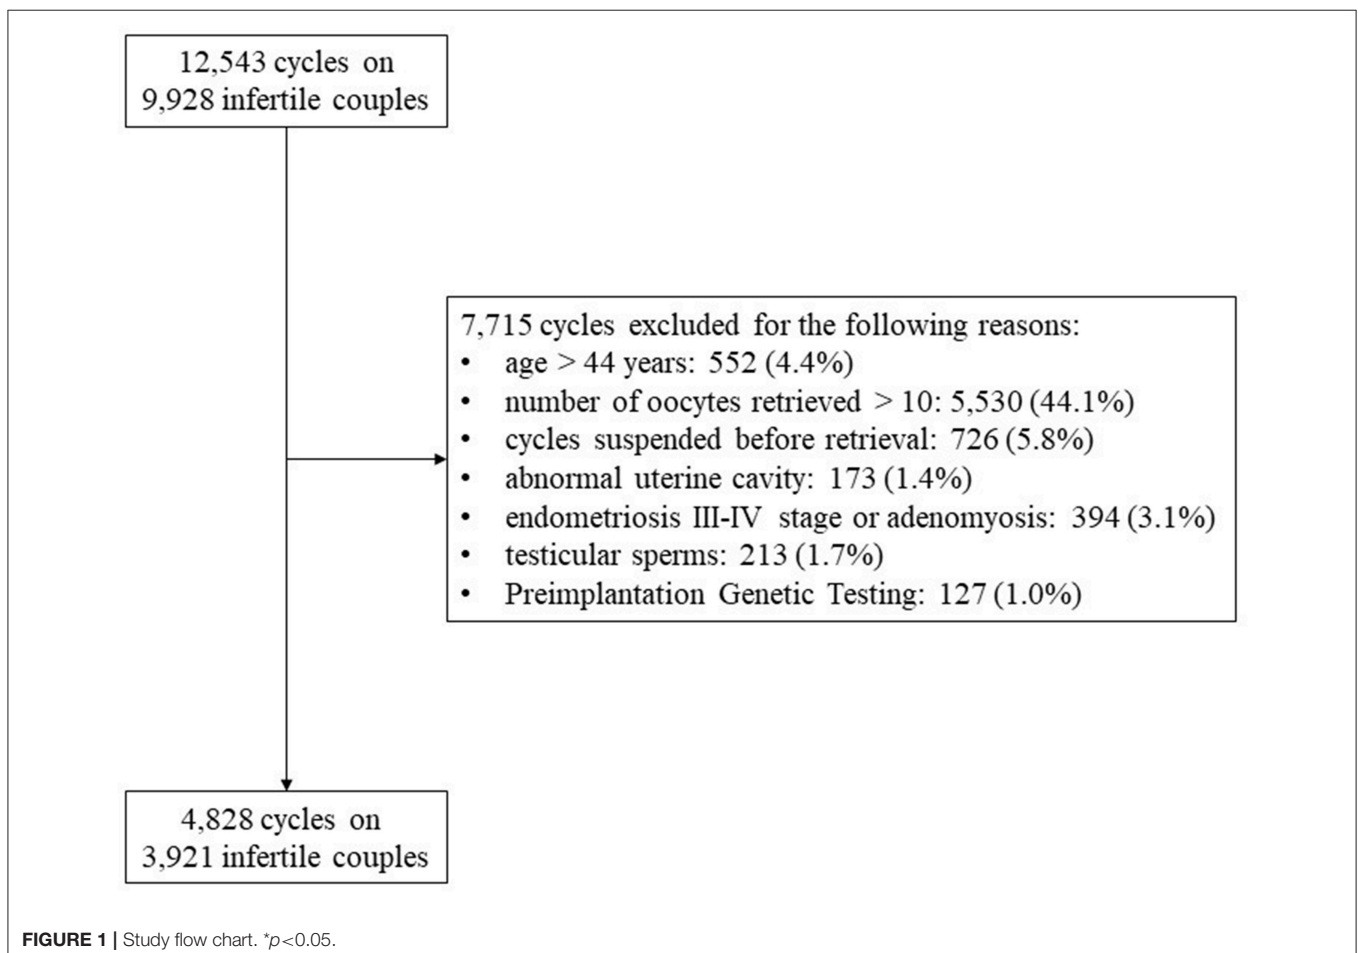 12,543 cycles on
9,928 infertile couples
7,715 cycles excluded for the following reasons:
• age > 44 years: 552 (4.4%)
• number of oocytes retrieved > 10: 5,530 (44.1%)
• cycles suspended before retrieval: 726 (5.8%)
• abnormal uterine cavity: 173 (1.4%)
• endometriosis III-IV stage or adenomyosis: 394 (3.1%)
• testicular sperms: 213 (1.7%)
• Preimplantation Genetic Testing: 127 (1.0%)
4,828 cycles on
3,921 infertile couples
FIGURE 1 | Study flow chart. *p<0.05.